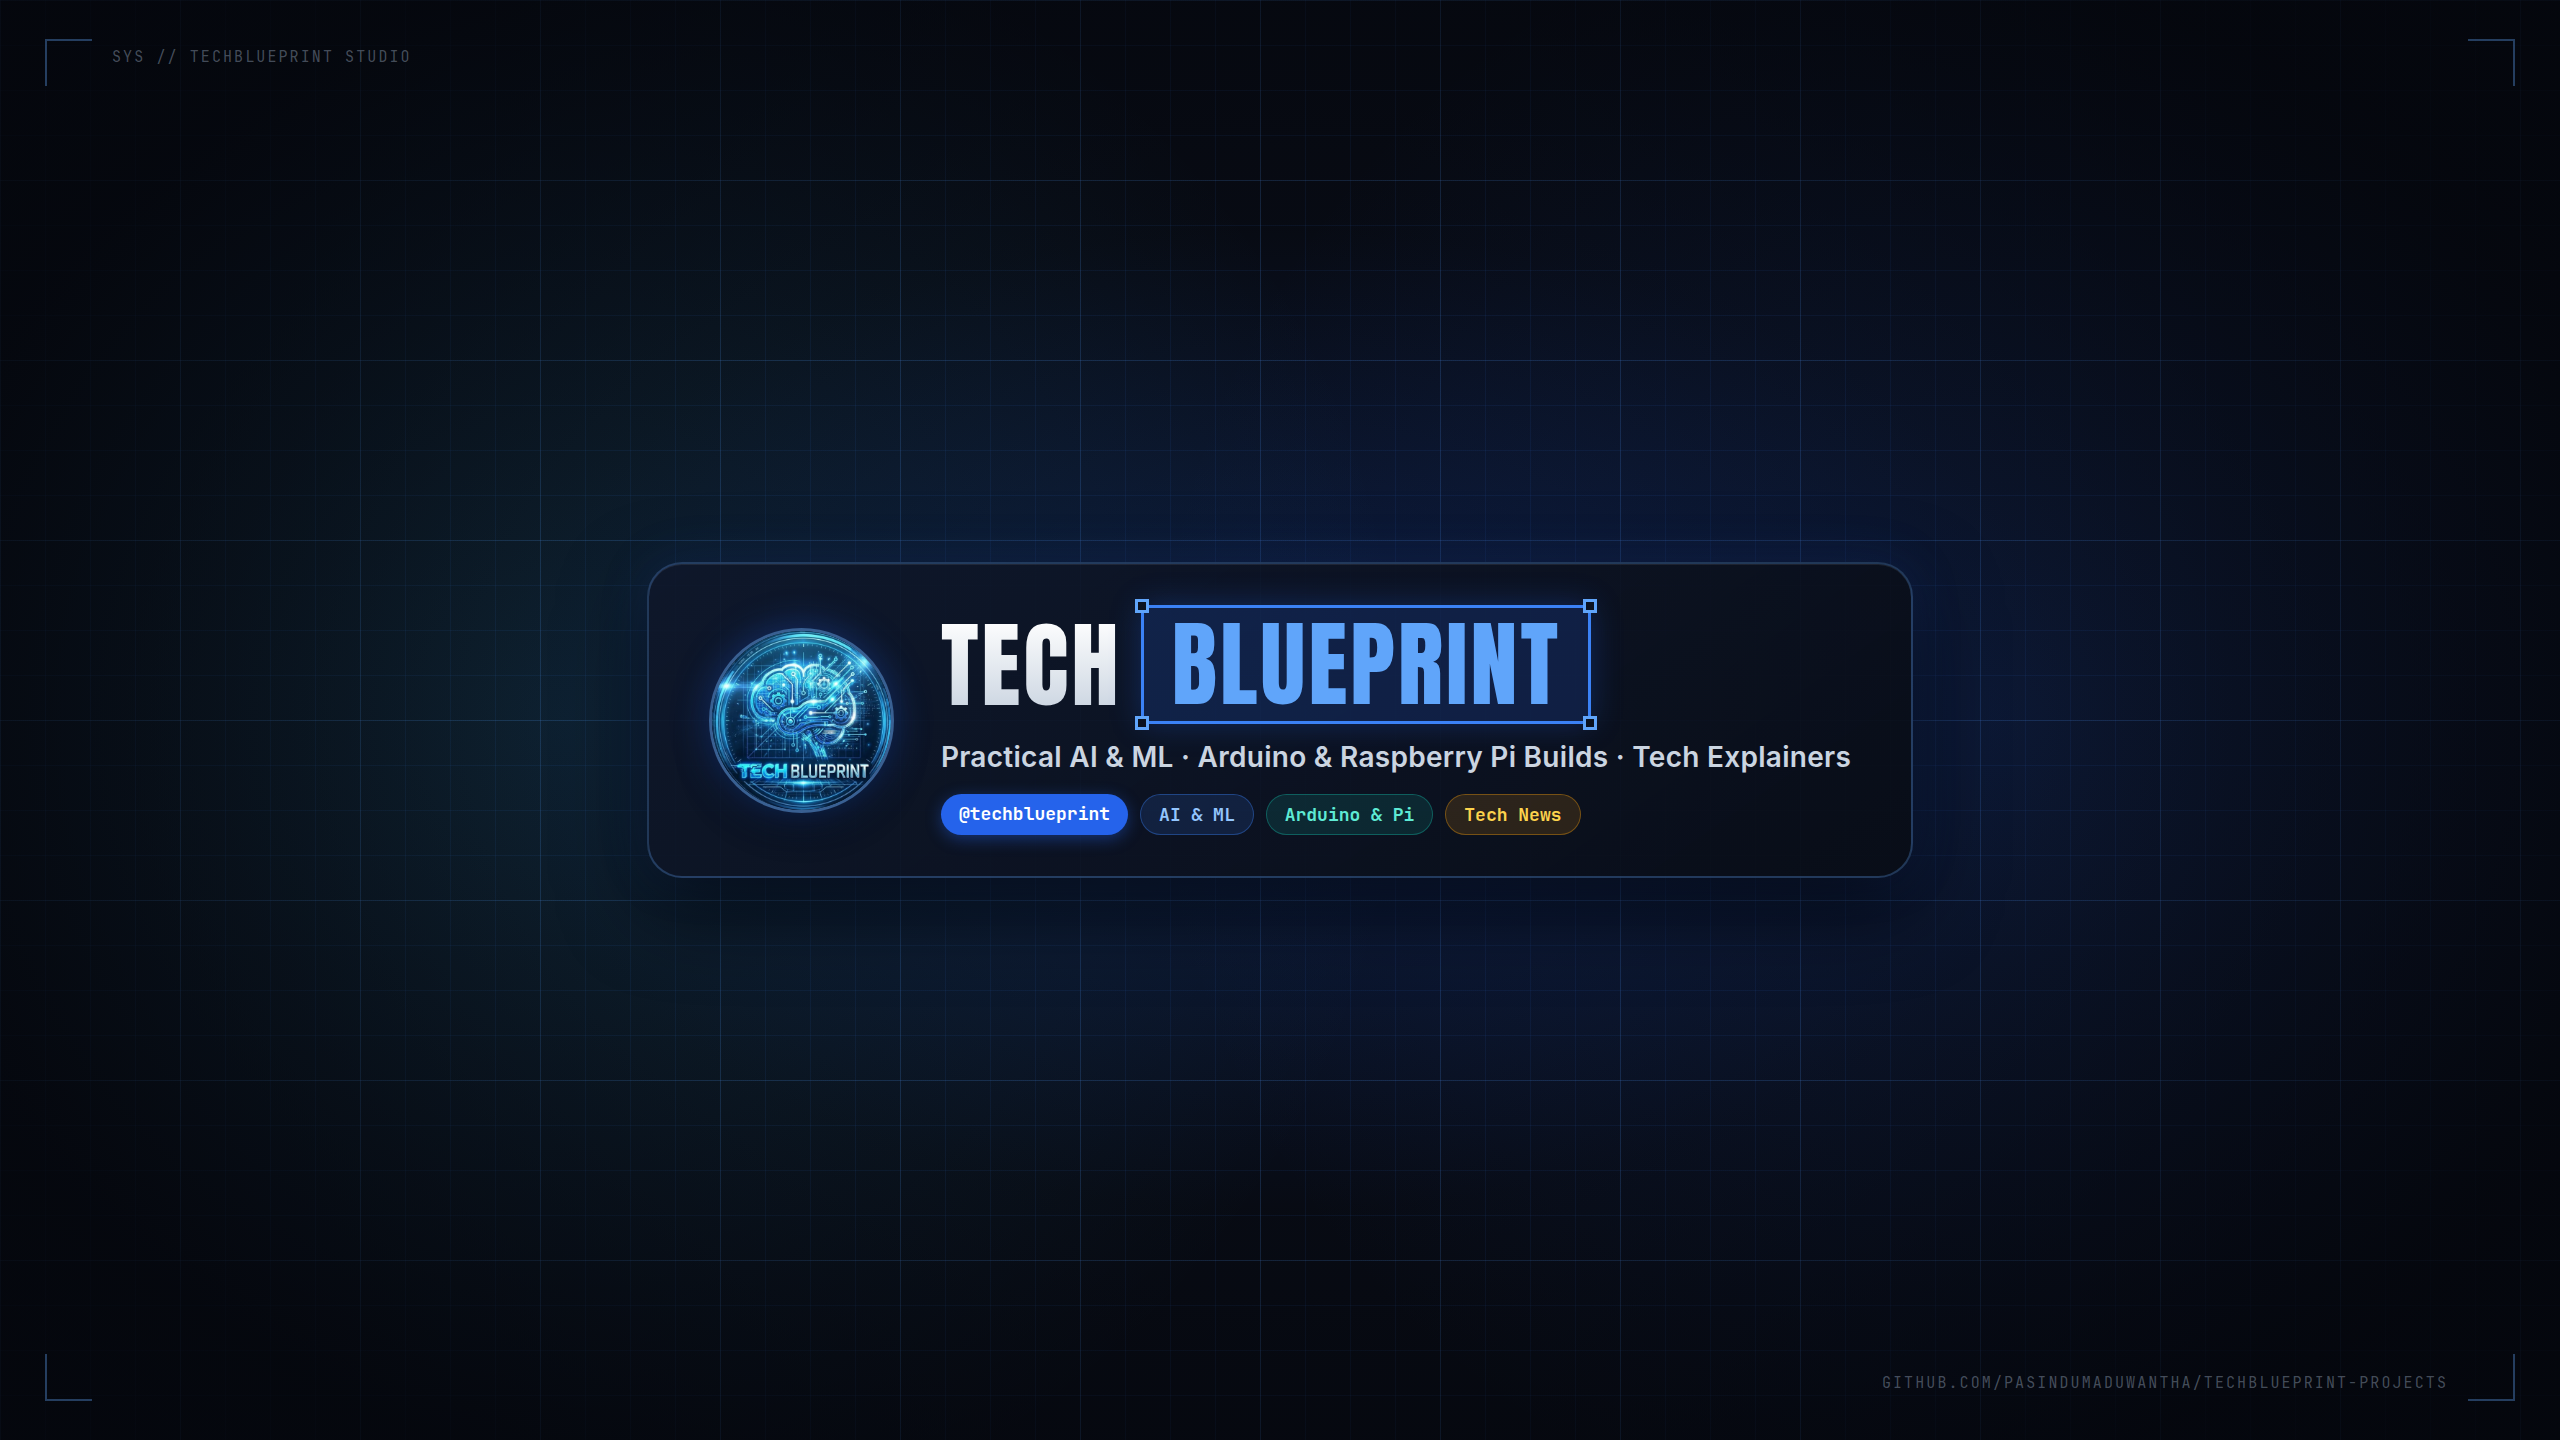 SYS // TECHBLUEPRINT STUDIO
TECH BLUEPRINT
TECH BLUEPRINT
Practical AI & ML · Arduino & Raspberry Pi Builds · Tech Explainers
@techblueprint AI & ML Arduino & Pi Tech News
GITHUB.COM/PASINDUMADUWANTHA/TECHBLUEPRINT-PROJECTS